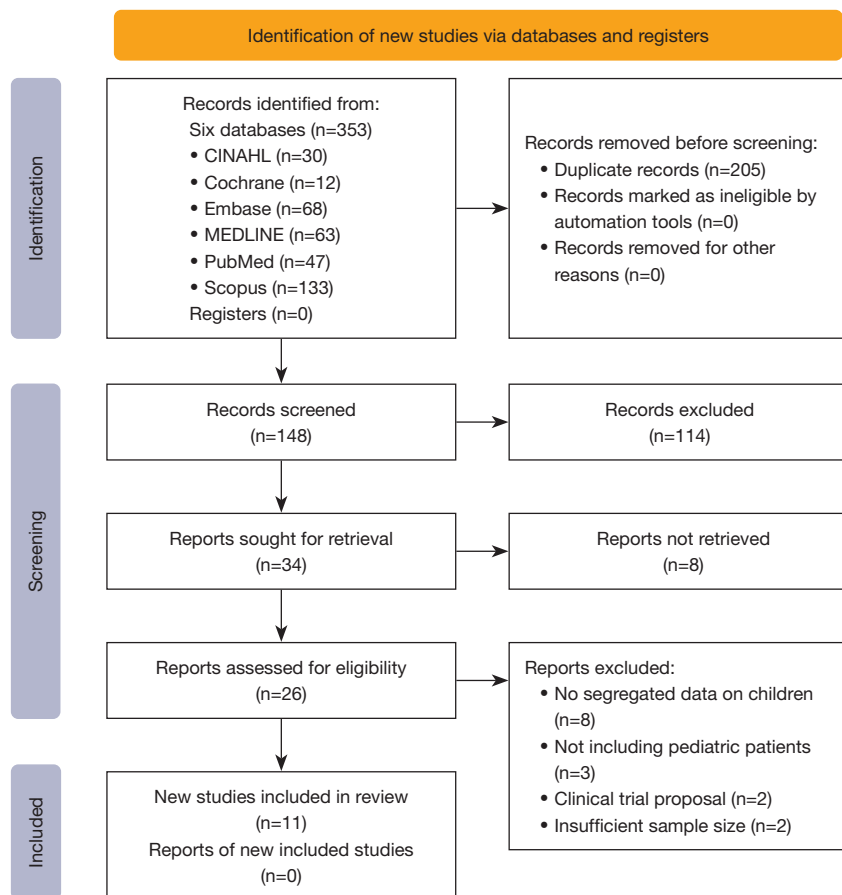 Identification of new studies via databases and registers
Identification
Records identified from:
Six databases (n=353)
• CINAHL (n=30)
• Cochrane (n=12)
• Embase (n=68)
• MEDLINE (n=63)
• PubMed (n=47)
• Scopus (n=133)
Registers (n=0)
Records removed before screening:
• Duplicate records (n=205)
• Records marked as ineligible by
automation tools (n=0)
• Records removed for other
reasons (n=0)
Screening
Records screened
(n=148)
Records excluded
(n=114)
Reports sought for retrieval
(n=34)
Reports not retrieved
(n=8)
Reports assessed for eligibility
(n=26)
Reports excluded:
• No segregated data on children
(n=8)
• Not including pediatric patients
(n=3)
• Clinical trial proposal (n=2)
• Insufficient sample size (n=2)
Included
New studies included in review
(n=11)
Reports of new included studies
(n=0)